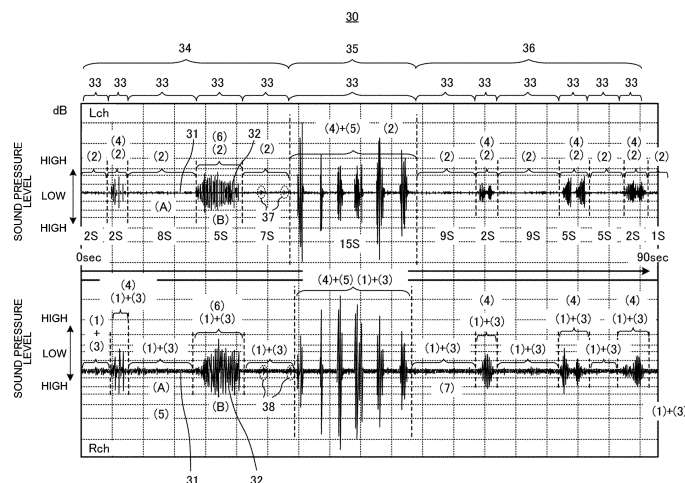 30
34 35 36
33 33 33 33 33 33 33 33 33 33 33 33
dB
Lch
(4)+(5) (2)
(6)
(4) 31 (2) 32 (4) (4) (4)
(2) (2) (2) (2) (2) (2) (2) (2) (2) (2) (2)
HIGH
LOW
HIGH
SOUND PRESSURE LEVEL
(A) (B) 37
2S 2S 8S 5S 7S 15S 9S 2S 9S 5S 5S 2S 1S
0sec 90sec
(4) (6) (4)+(5) (1)+(3) (4) (4) (4)
(1)+(3) (1)+(3) (1)+(3) (1)+(3) (1)+(3)
(1)+(3) (1)+(3) (1)+(3) (1)+(3) (1)+(3) (1)+(3)
HIGH
LOW
HIGH
SOUND PRESSURE LEVEL
(A) (B) 38 (7)
(5)
(1)+(3)
Rch
31 32